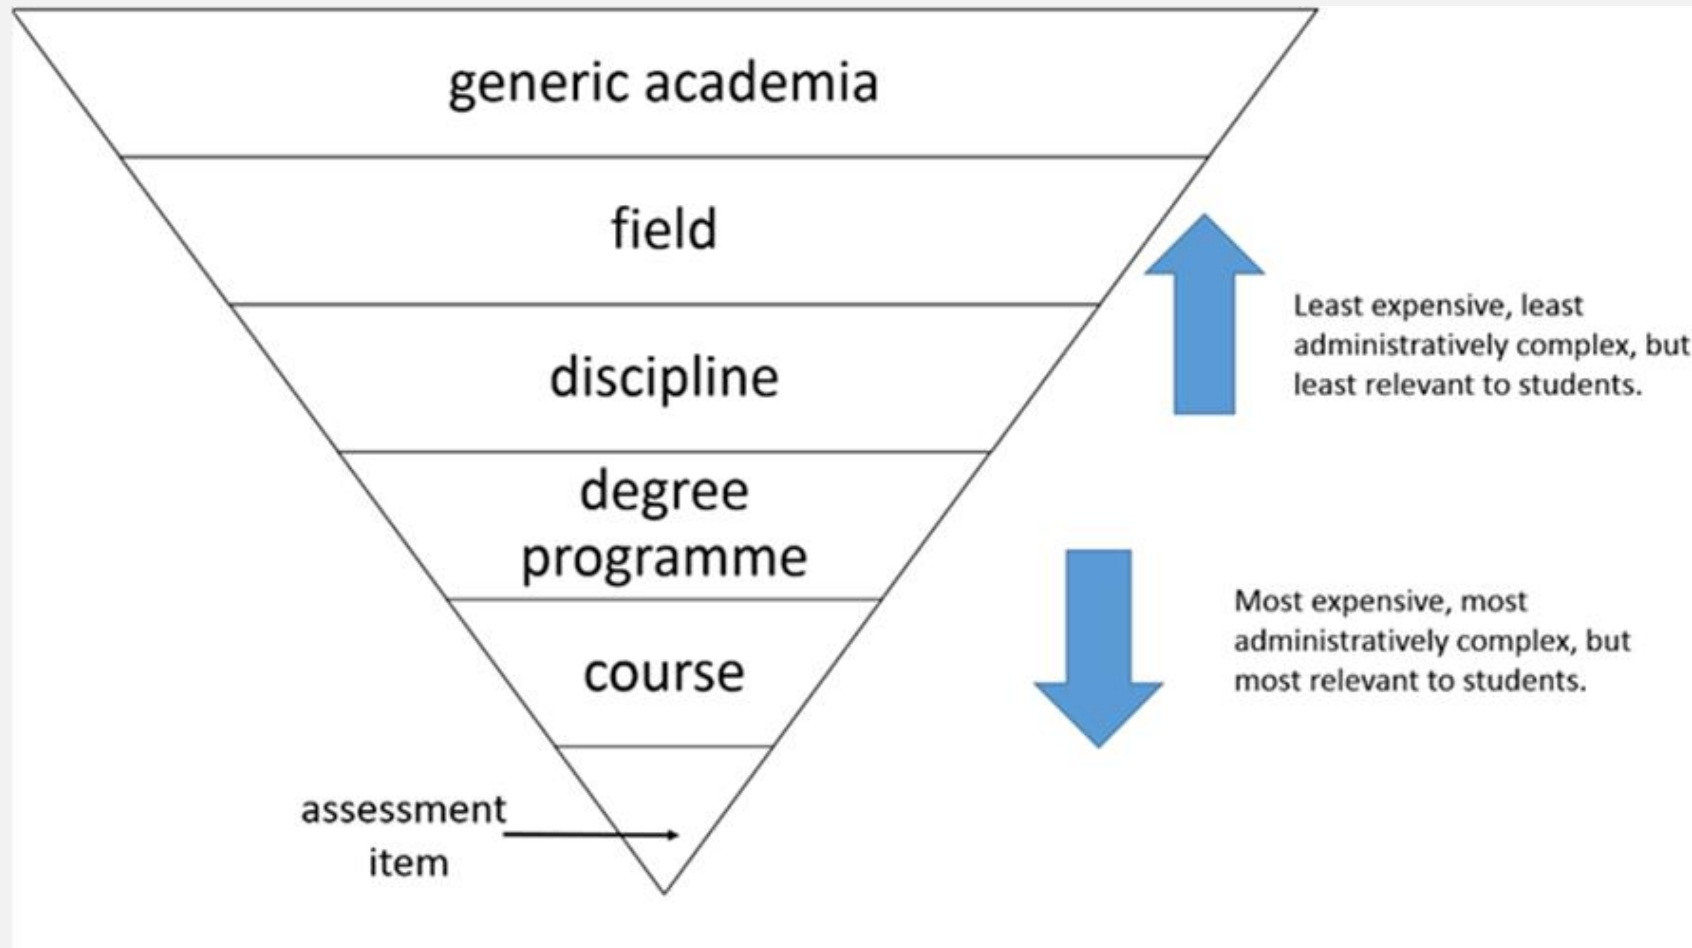 generic academia
field
discipline
degree
programme
course
assessment
item
Least expensive, least
administratively complex, but
least relevant to students.
Most expensive, most
administratively complex, but
most relevant to students.